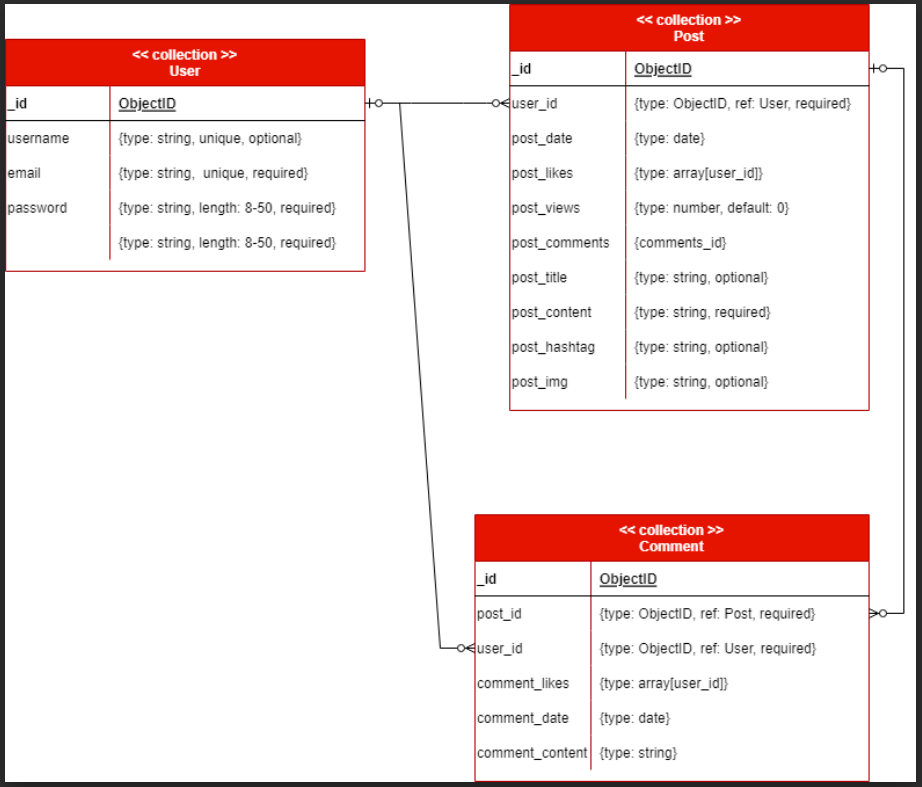 << collection >>
User
_id ObjectID
username {type: string, unique, optional}
email {type: string, unique, required}
password {type: string, length: 8-50, required}
{type: string, length: 8-50, required}
<< collection >>
Post
_id ObjectID
user_id {type: ObjectID, ref: User, required}
post_date {type: date}
post_likes {type: array[user_id]}
post_views {type: number, default: 0}
post_comments {comments_id}
post_title {type: string, optional}
post_content {type: string, required}
post_hashtag {type: string, optional}
post_img {type: string, optional}
<< collection >>
Comment
_id ObjectID
post_id {type: ObjectID, ref: Post, required}
user_id {type: ObjectID, ref: User, required}
comment_likes {type: array[user_id]}
comment_date {type: date}
comment_content {type: string}